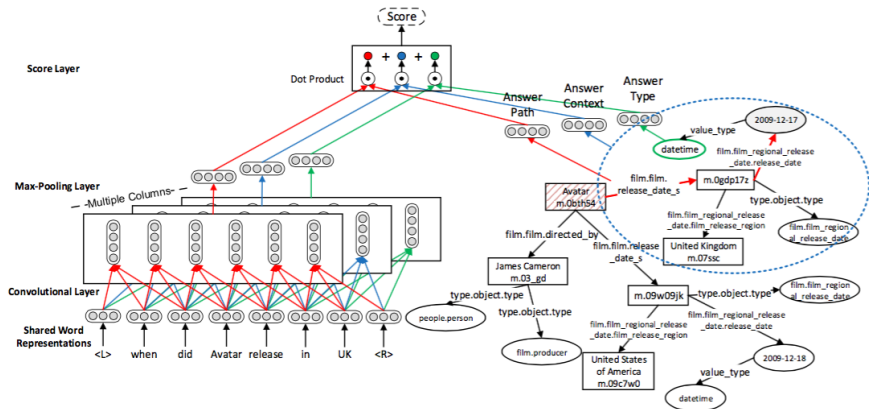 Score
Score Layer
+ +
Dot Product
Answer
Path
Answer
Context
Answer
Type
2009-12-17
value_type
datetime
film.film_regional_release
_date.release_date
film.film.
release_date_s
m.0gdp17z
Max-Pooling Layer
Multiple Columns
Avatar
m.0bth54
type.object.type
film.film_regional_release
_date.film_release_region
film.film_region
al_release_date
United Kingdom
m.07ssc
film.film.directed_by
film.film.release
_date_s
James Cameron
m.03_gd
Convolutional Layer
type.object.type
m.09w09jk
type.object.type
film.film_region
al_release_date
Shared Word
Representations
people.person
type.object.type
film.film_regional_release
_date.film_release_region
film.film_regional_release
_date.release_date
<L> when did Avatar release in UK <R>
film.producer
United States
of America
m.09c7w0
2009-12-18
value_type
datetime